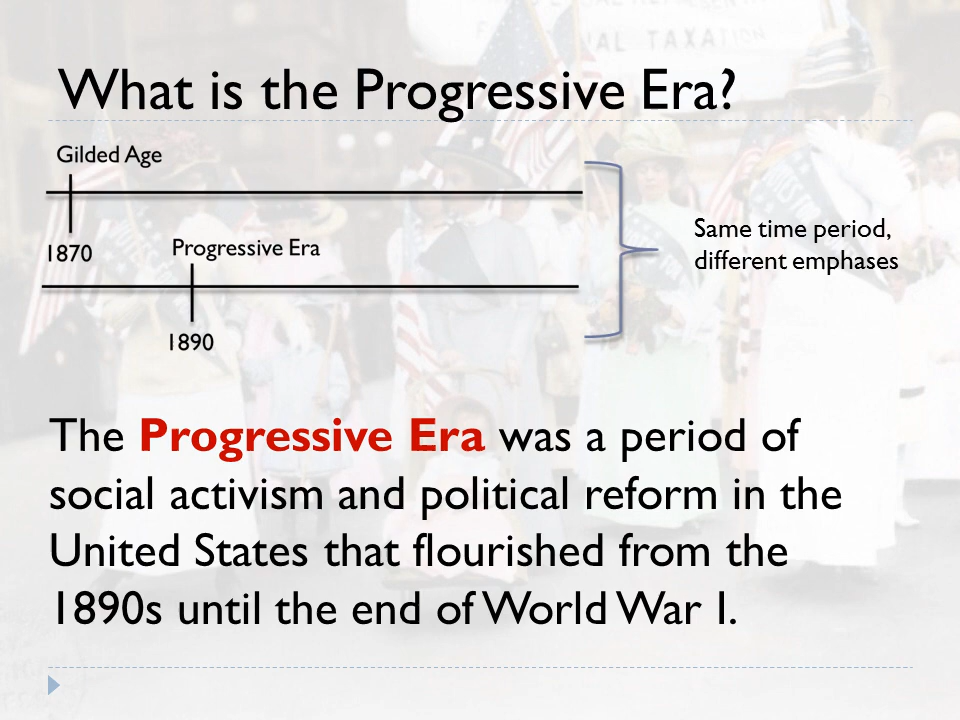 AL TAXATION
What is the Progressive Era?
Gilded Age
1870
Progressive Era
1890
Same time period,
different emphases
The Progressive Era was a period of
social activism and political reform in the
United States that flourished from the
1890s until the end of World War I.